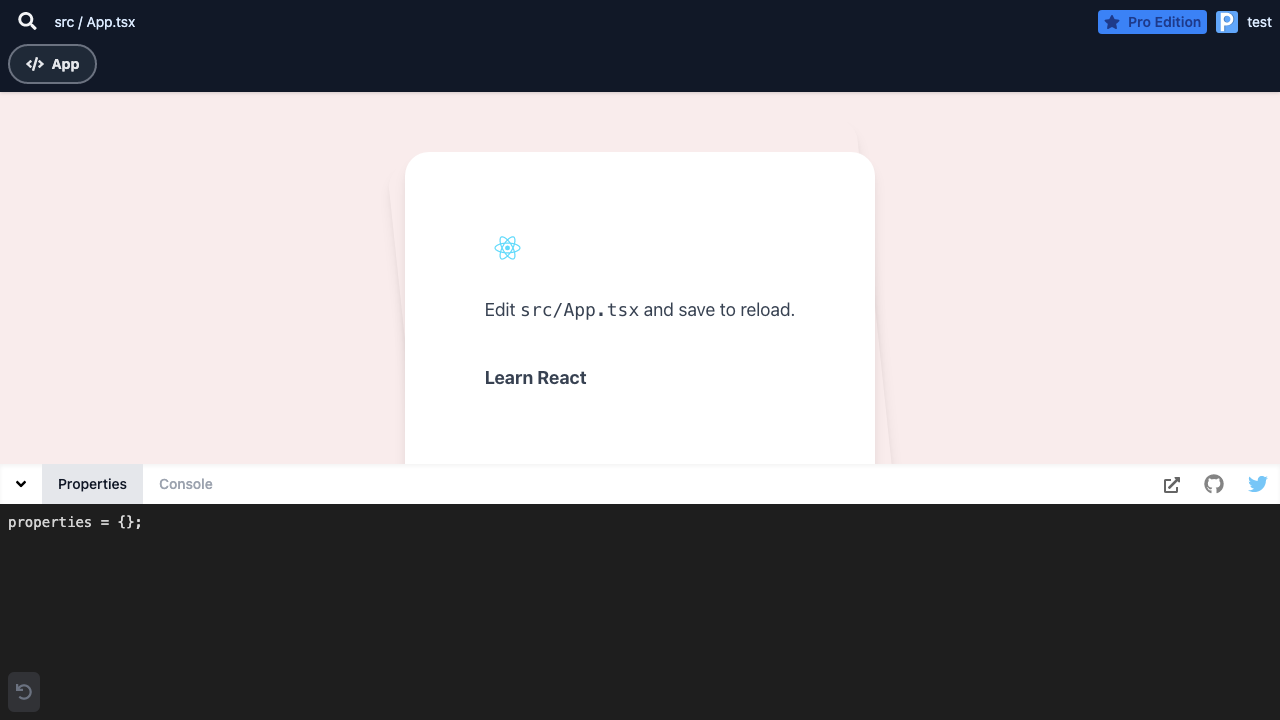 src / App.tsx
Pro Edition
P
test
</> App
Edit src/App.tsx and save to reload.
Learn React
Properties
Console
properties = {};